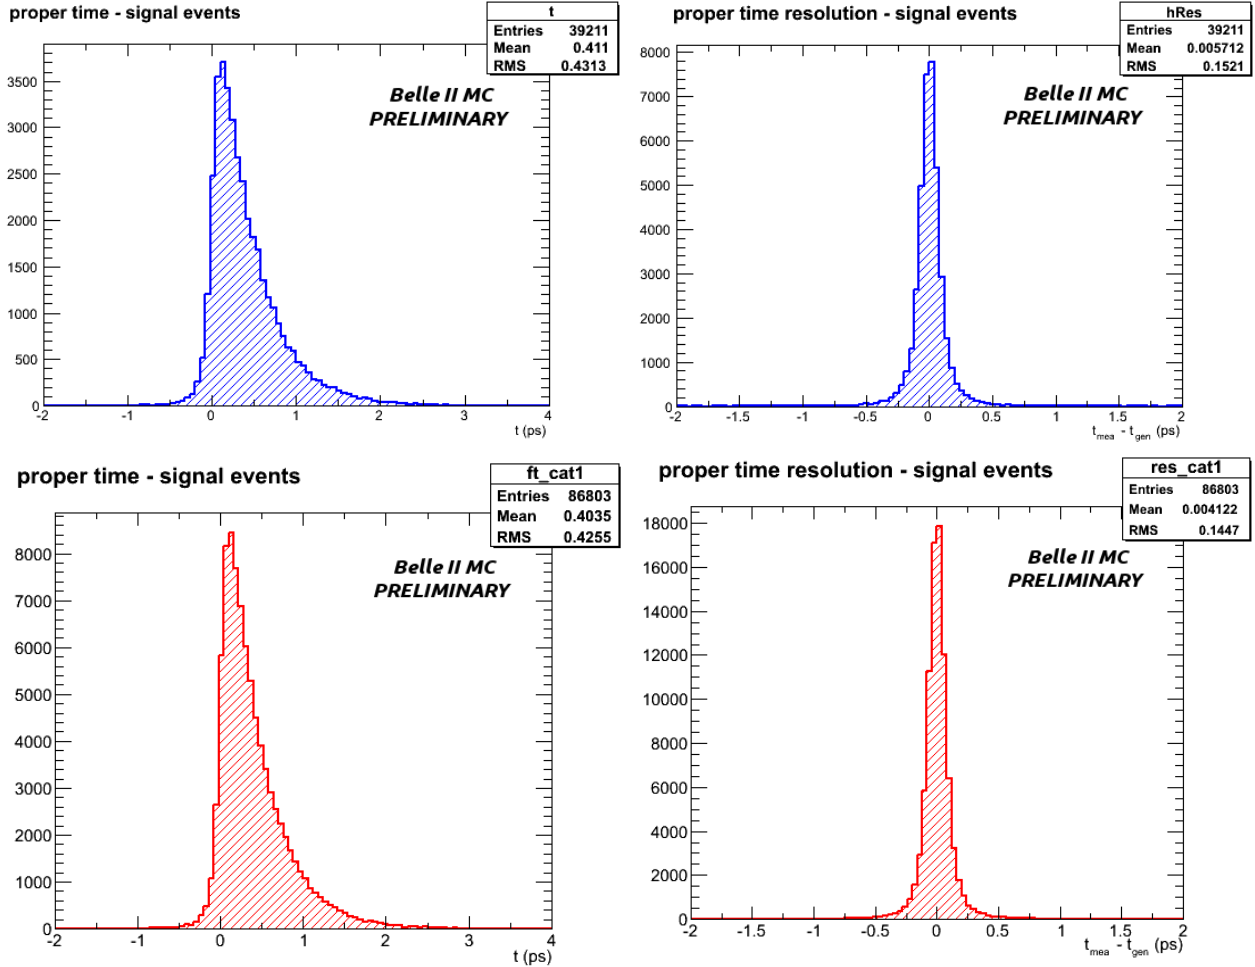 proper time - signal events
t
Entries 39211
Mean 0.411
RMS 0.4313
Belle II MC
PRELIMINARY
3500
3000
2500
2000
1500
1000
500
0
-2 -1 0 1 2 3 4
t (ps)
proper time resolution - signal events
hRes
Entries 39211
Mean 0.005712
RMS 0.1521
Belle II MC
PRELIMINARY
8000
7000
6000
5000
4000
3000
2000
1000
0
-2 -1.5 -1 -0.5 0 0.5 1 1.5 2
tmea - tgen (ps)
proper time - signal events
ft_cat1
Entries 86803
Mean 0.4035
RMS 0.4255
Belle II MC
PRELIMINARY
8000
7000
6000
5000
4000
3000
2000
1000
0
-2 -1 0 1 2 3 4
t (ps)
proper time resolution - signal events
res_cat1
Entries 86803
Mean 0.004122
RMS 0.1447
Belle II MC
PRELIMINARY
18000
16000
14000
12000
10000
8000
6000
4000
2000
0
-2 -1.5 -1 -0.5 0 0.5 1 1.5 2
tmea - tgen (ps)